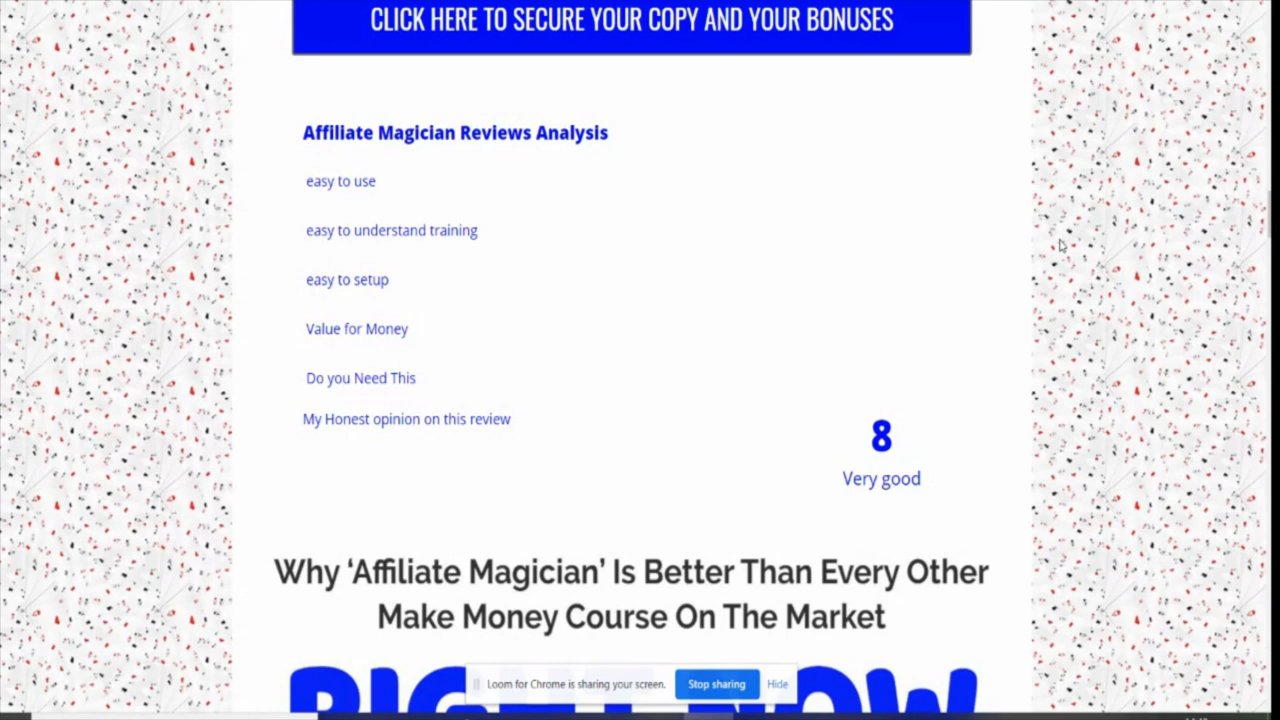 CLICK HERE TO SECURE YOUR COPY AND YOUR BONUSES
Affiliate Magician Reviews Analysis
easy to use
easy to understand training
easy to setup
Value for Money
Do you Need This
My Honest opinion on this review
8
Very good
Why ‘Affiliate Magician’ Is Better Than Every Other
Make Money Course On The Market
Loom for Chrome is sharing your screen.
Stop sharing
Hide